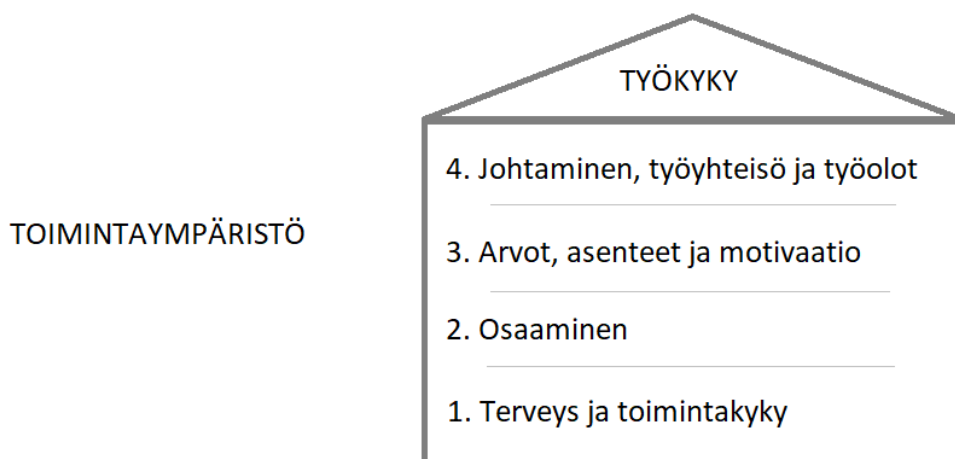 TYÖKYKY
4. Johtaminen, työyhteisö ja työolot
TOIMINTAYMPÄRISTÖ
3. Arvot, asenteet ja motivaatio
2. Osaaminen
1. Terveys ja toimintakyky